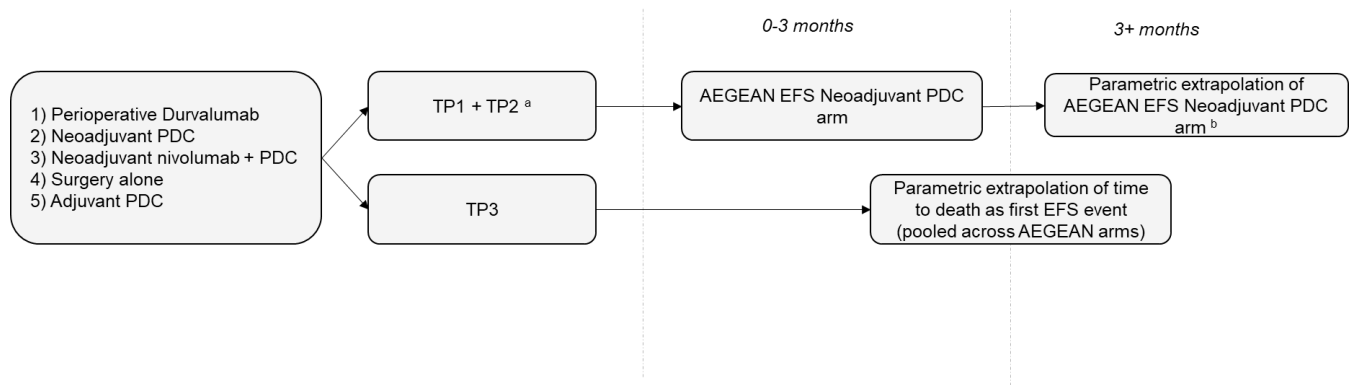 0-3 months
3+ months
1) Perioperative Durvalumab
2) Neoadjuvant PDC
3) Neoadjuvant nivolumab + PDC
4) Surgery alone
5) Adjuvant PDC
TP1 + TP2 a
AEGEAN EFS Neoadjuvant PDC
arm
Parametric extrapolation of
AEGEAN EFS Neoadjuvant PDC
arm b
TP3
Parametric extrapolation of time
to death as first EFS event
(pooled across AEGEAN arms)